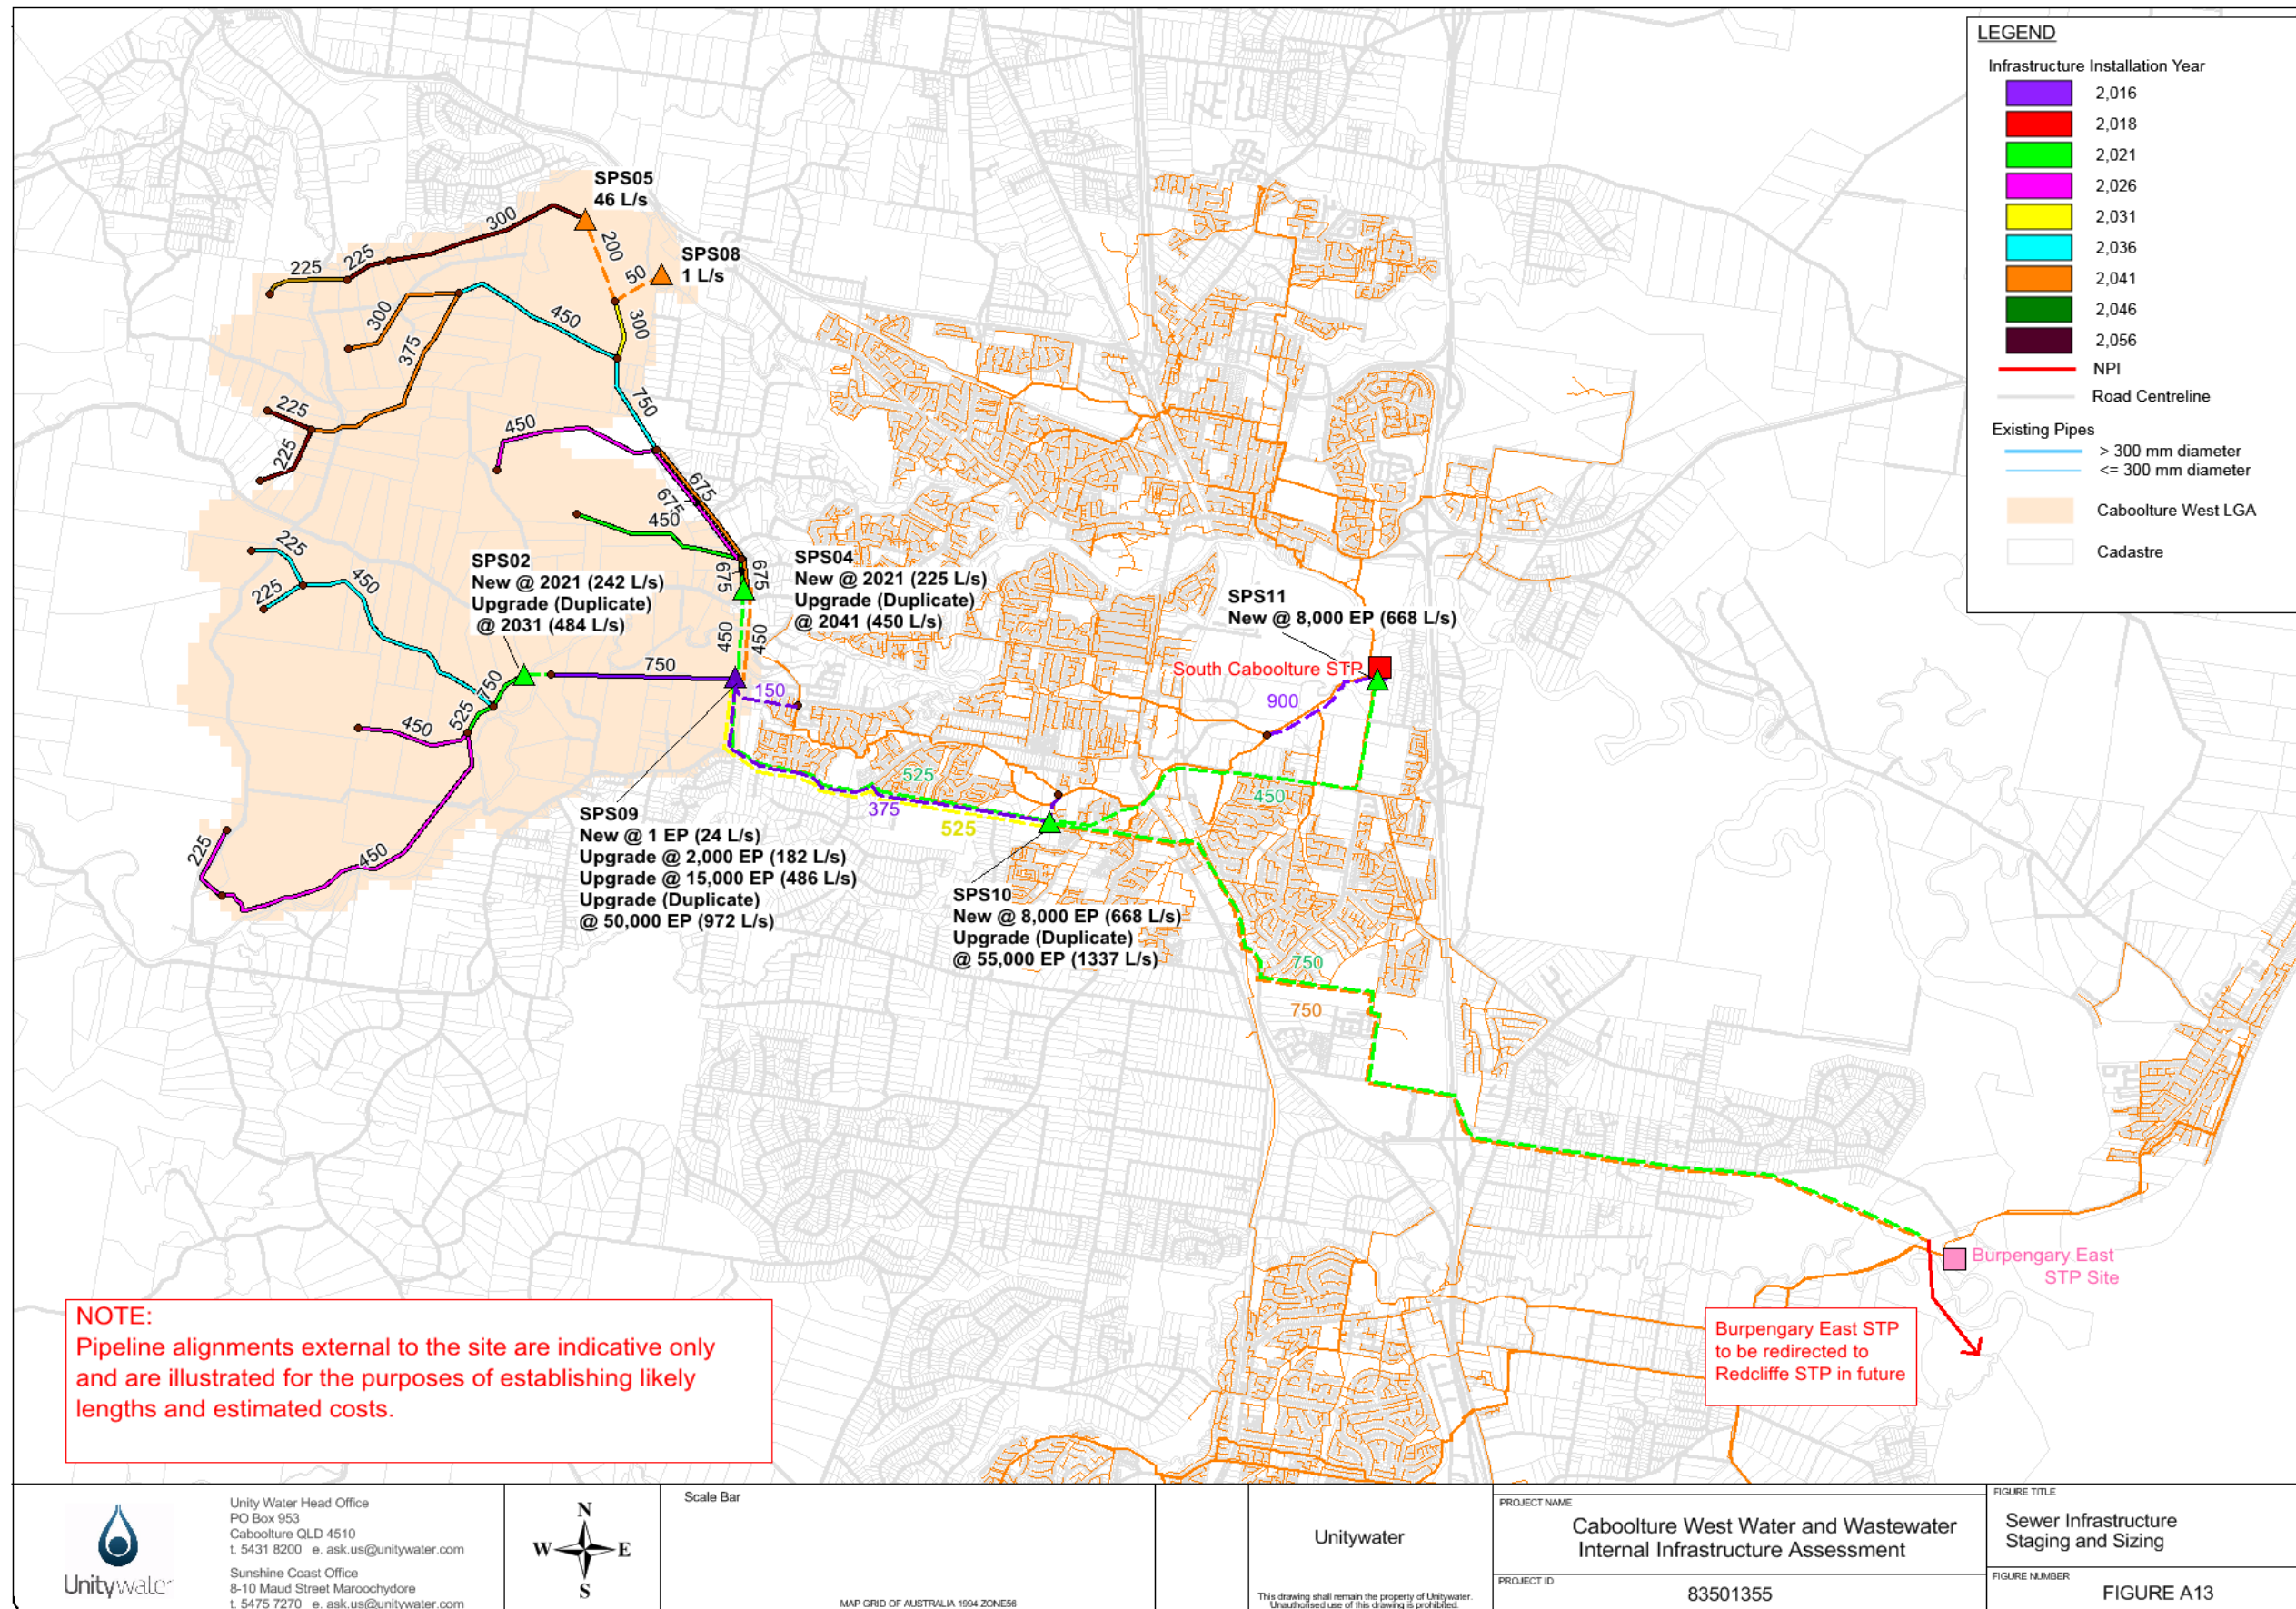 LEGEND
Infrastructure Installation Year
2,016
2,018
2,021
2,026
2,031
2,036
2,041
2,046
2,056
NPI
Road Centreline
Existing Pipes
> 300 mm diameter
<= 300 mm diameter
Caboolture West LGA
Cadastre
SPS05
46 L/s
SPS08
1 L/s
300
225
225
200
50
300
300
375
450
750
225
225
450
675
675
450
675
675
225
225
450
SPS02
New @ 2021 (242 L/s)
Upgrade (Duplicate)
@ 2031 (484 L/s)
SPS04
New @ 2021 (225 L/s)
Upgrade (Duplicate)
@ 2041 (450 L/s)
450
450
750
750
525
450
150
225
450
SPS11
New @ 8,000 EP (668 L/s)
South Caboolture STP
900
525
375
525
450
SPS09
New @ 1 EP (24 L/s)
Upgrade @ 2,000 EP (182 L/s)
Upgrade @ 15,000 EP (486 L/s)
Upgrade (Duplicate)
@ 50,000 EP (972 L/s)
SPS10
New @ 8,000 EP (668 L/s)
Upgrade (Duplicate)
@ 55,000 EP (1337 L/s)
750
750
Burpengary East
STP Site
Burpengary East STP
to be redirected to
Redcliffe STP in future
NOTE:
Pipeline alignments external to the site are indicative only
and are illustrated for the purposes of establishing likely
lengths and estimated costs.
Unitywater
Unity Water Head Office
PO Box 953
Caboolture QLD 4510
t. 5431 8200 e. ask.us@unitywater.com
Sunshine Coast Office
8-10 Maud Street Maroochydore
t. 5475 7270 e. ask.us@unitywater.com
N
W E
S
Scale Bar
MAP GRID OF AUSTRALIA 1994 ZONE56
Unitywater
This drawing shall remain the property of Unitywater.
Unauthorised use of this drawing is prohibited.
PROJECT NAME
Caboolture West Water and Wastewater
Internal Infrastructure Assessment
PROJECT ID
83501355
FIGURE TITLE
Sewer Infrastructure
Staging and Sizing
FIGURE NUMBER
FIGURE A13